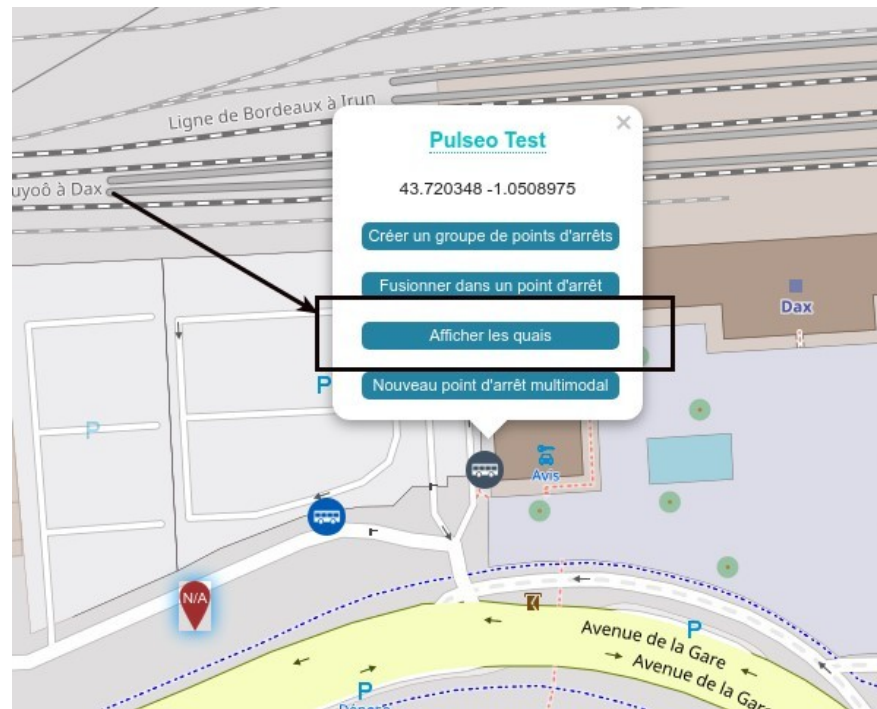 Ligne de Bordeaux à Irun
uyoô à Dax
Pulseo Test
×
43.720348 -1.0508975
Créer un groupe de points d'arrêts
Fusionner dans un point d'arrêt
Afficher les quais
Nouveau point d'arrêt multimodal
Dax
P
P
Avis
N/A
P
Avenue de la Gare
Avenue de la Gar
P